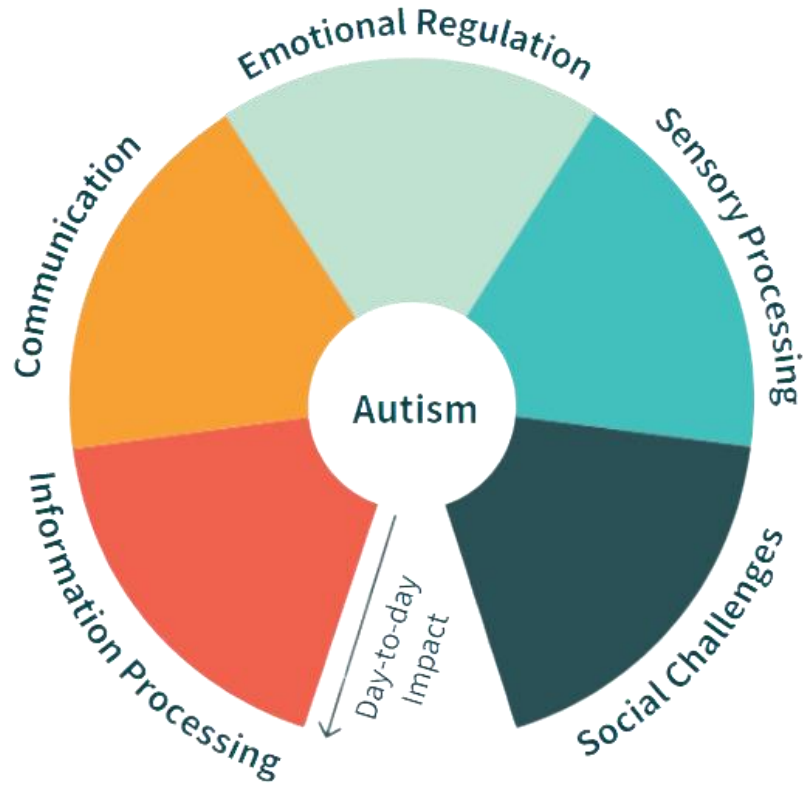 Emotional Regulation
Sensory Processing
Communication
Autism
Information Processing
Day-to-day
Impact
Social Challenges